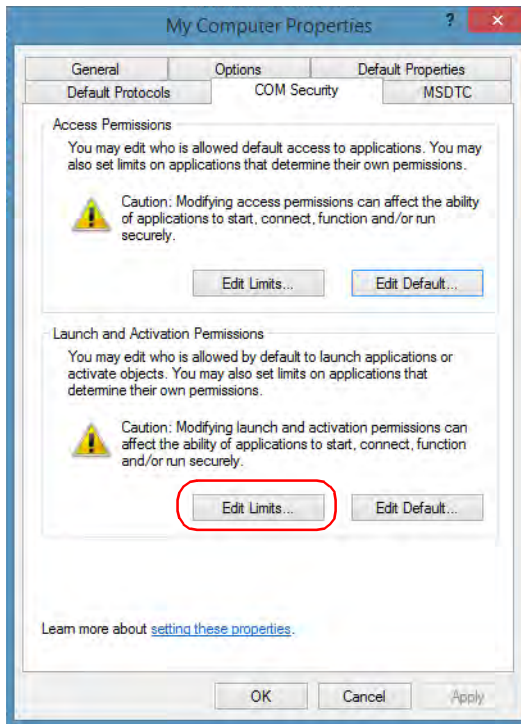 My Computer Properties
?
General
Options
Default Properties
Default Protocols
COM Security
MSDTC
Access Permissions
You may edit who is allowed default access to applications. You may
also set limits on applications that determine their own permissions.
Caution: Modifying access permissions can affect the ability
of applications to start, connect, function and/or run
securely.
Edit Limits...
Edit Default...
Launch and Activation Permissions
You may edit who is allowed by default to launch applications or
activate objects. You may also set limits on applications that
determine their own permissions.
Caution: Modifying launch and activation permissions can
affect the ability of applications to start, connect, function
and/or run securely.
Edit Limits...
Edit Default...
Learn more about setting these properties.
OK
Cancel
Apply